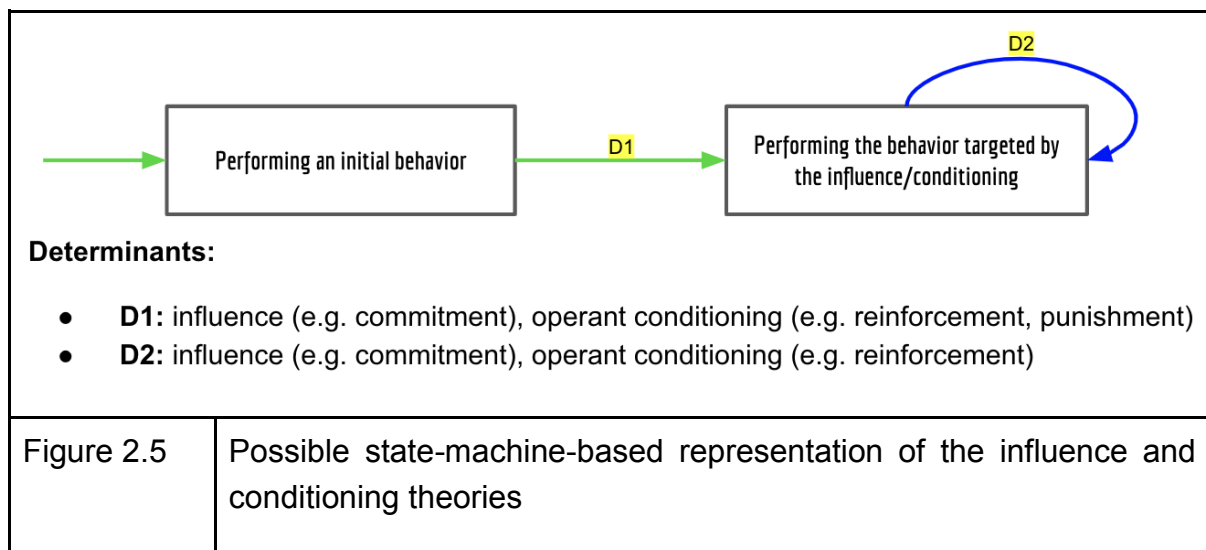 D2
Performing an initial behavior
D1
Performing the behavior targeted by
the influence/conditioning
Determinants:
● D1: influence (e.g. commitment), operant conditioning (e.g. reinforcement, punishment)
● D2: influence (e.g. commitment), operant conditioning (e.g. reinforcement)
Figure 2.5
Possible state-machine-based representation of the influence and
conditioning theories